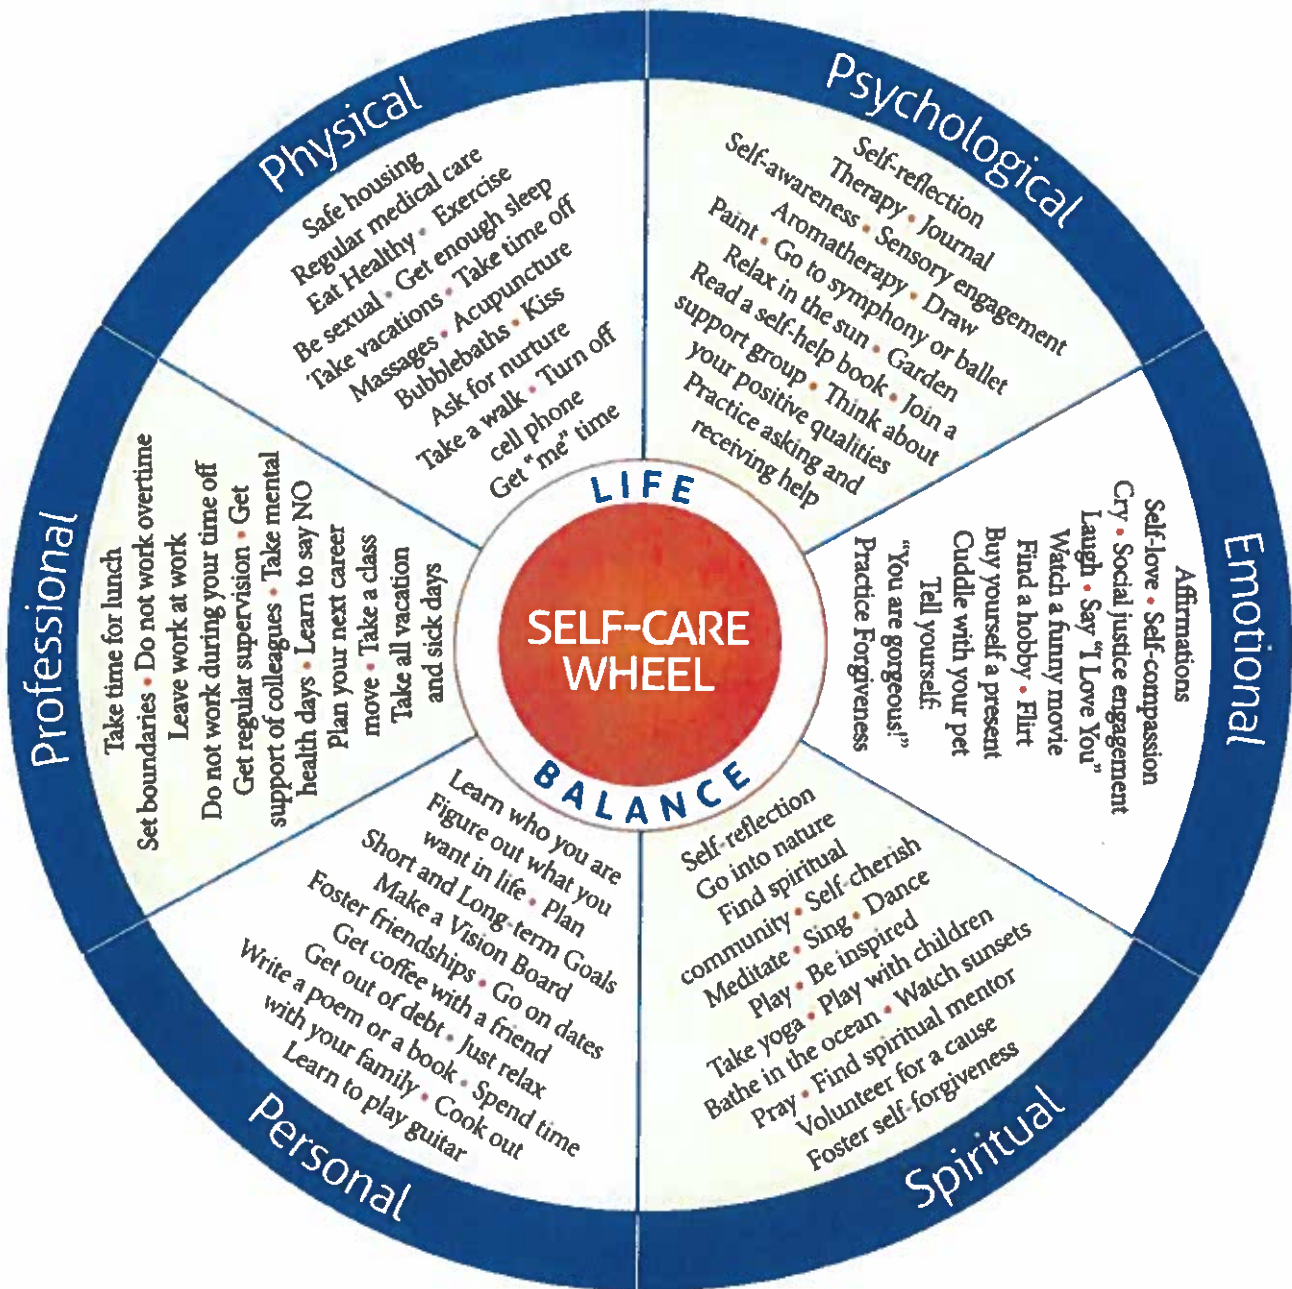 Physical
Safe housing
Regular medical care
Eat Healthy • Exercise
Be sexual • Get enough sleep
Take vacations • Take time off
Massages • Acupuncture
Bubblebaths • Kiss
Ask for nurture
Take a walk • Turn off
cell phone
Get "me" time
Psychological
Self-reflection
Therapy • Journal
Self-awareness • Sensory engagement
Aromatherapy • Draw
Paint • Go to symphony or ballet
Relax in the sun • Garden
Read a self-help book • Join a
support group • Think about
your positive qualities
Practice asking and
receiving help
Emotional
Affirmations
Self-love • Self-compassion
Cry • Social justice engagement
Laugh • Say "I Love You"
Watch a funny movie
Find a hobby • Flirt
Buy yourself a present
Cuddle with your pet
Tell yourself:
"You are gorgeous!"
Practice Forgiveness
Spiritual
Self-reflection
Go into nature
Find spiritual
community • Self-cherish
Meditate • Sing • Dance
Play • Be inspired
Take yoga • Play with children
Bathe in the ocean • Watch sunsets
Pray • Find spiritual mentor
Volunteer for a cause
Foster self-forgiveness
Personal
Learn who you are
Figure out what you
want in life • Plan
Short and Long-term Goals
Make a Vision Board
Foster friendships • Go on dates
Get coffee with a friend
Get out of debt • Just relax
Write a poem or a book • Spend time
with your family • Cook out
Learn to play guitar
Professional
Take time for lunch
Set boundaries • Do not work overtime
Leave work at work
Do not work during your time off
Get regular supervision • Get
support of colleagues • Take mental
health days • Learn to say NO
Plan your next career
move • Take a class
Take all vacation
and sick days
LIFE
SELF-CARE
WHEEL
BALANCE